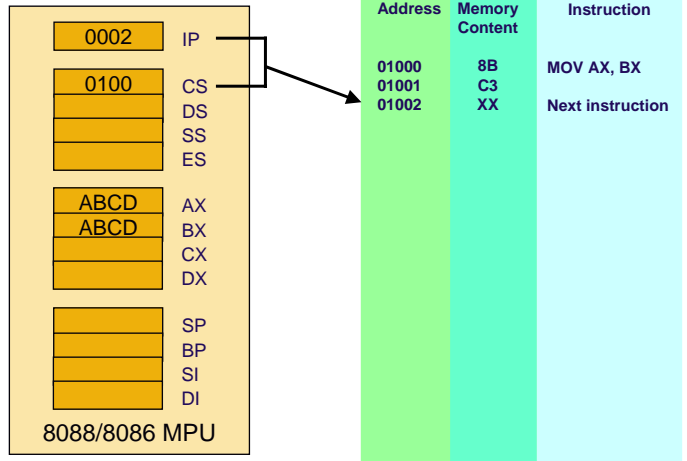 0002 IP
0100 CS
DS
SS
ES
ABCD AX
ABCD BX
CX
DX
SP
BP
SI
DI
8088/8086 MPU
Address Memory Content Instruction
01000 8B MOV AX, BX
01001 C3
01002 XX Next instruction